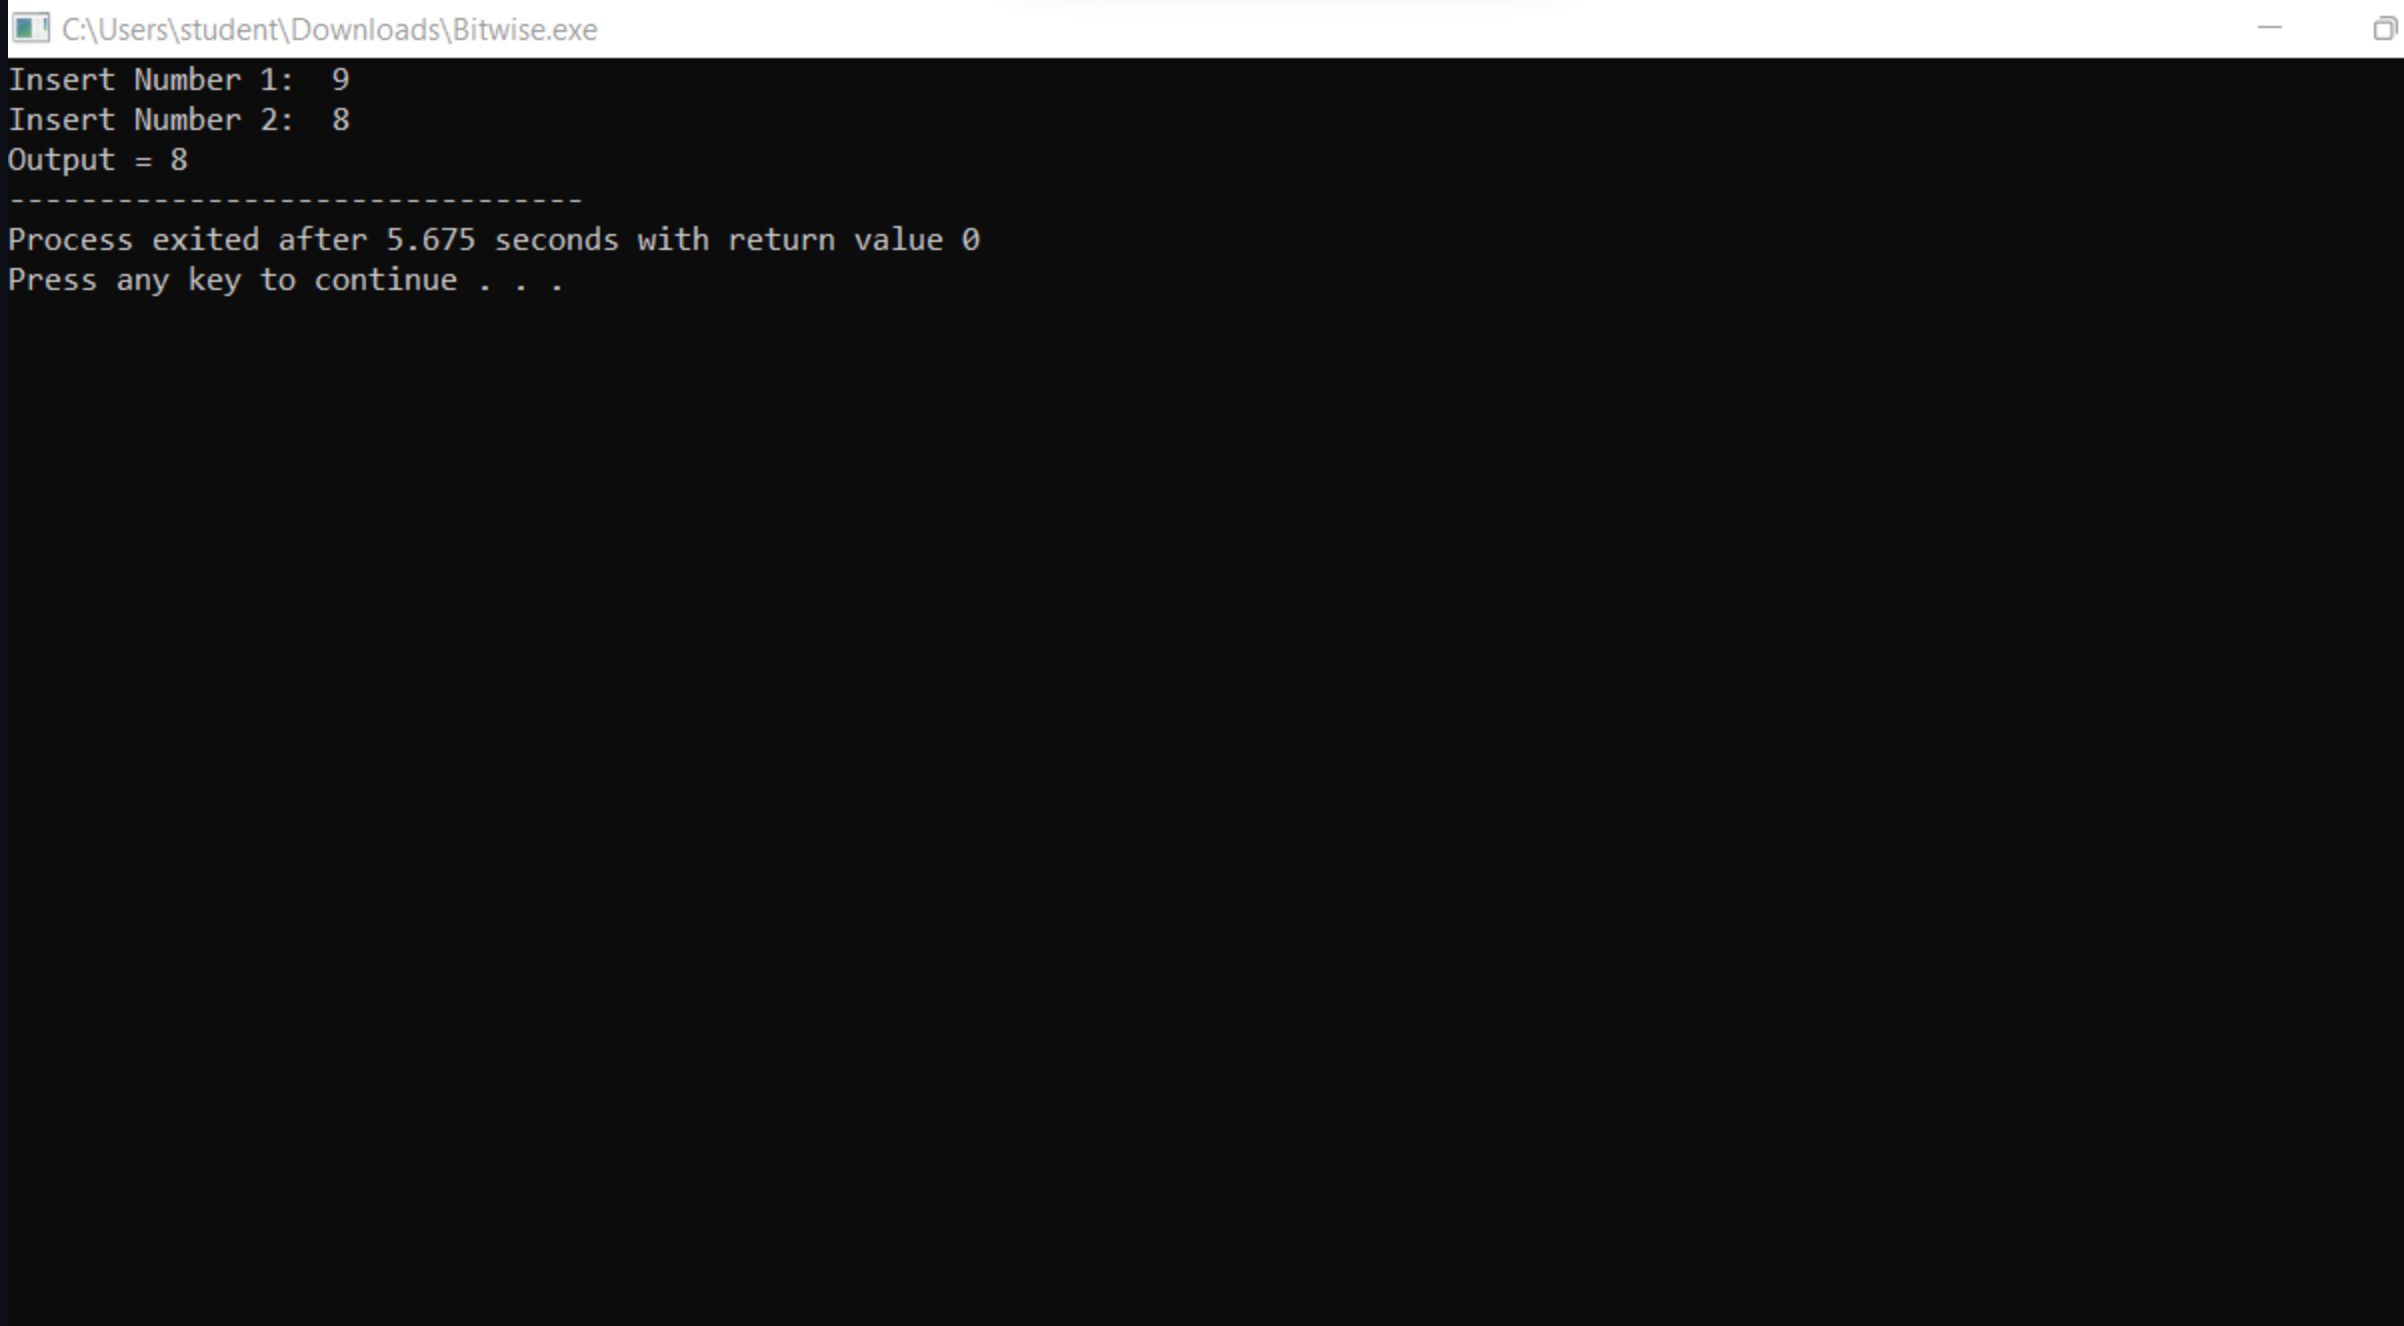 C:\Users\student\Downloads\Bitwise.exe
Insert Number 1:  9
Insert Number 2:  8
Output = 8
--------------------------------
Process exited after 5.675 seconds with return value 0
Press any key to continue . . .